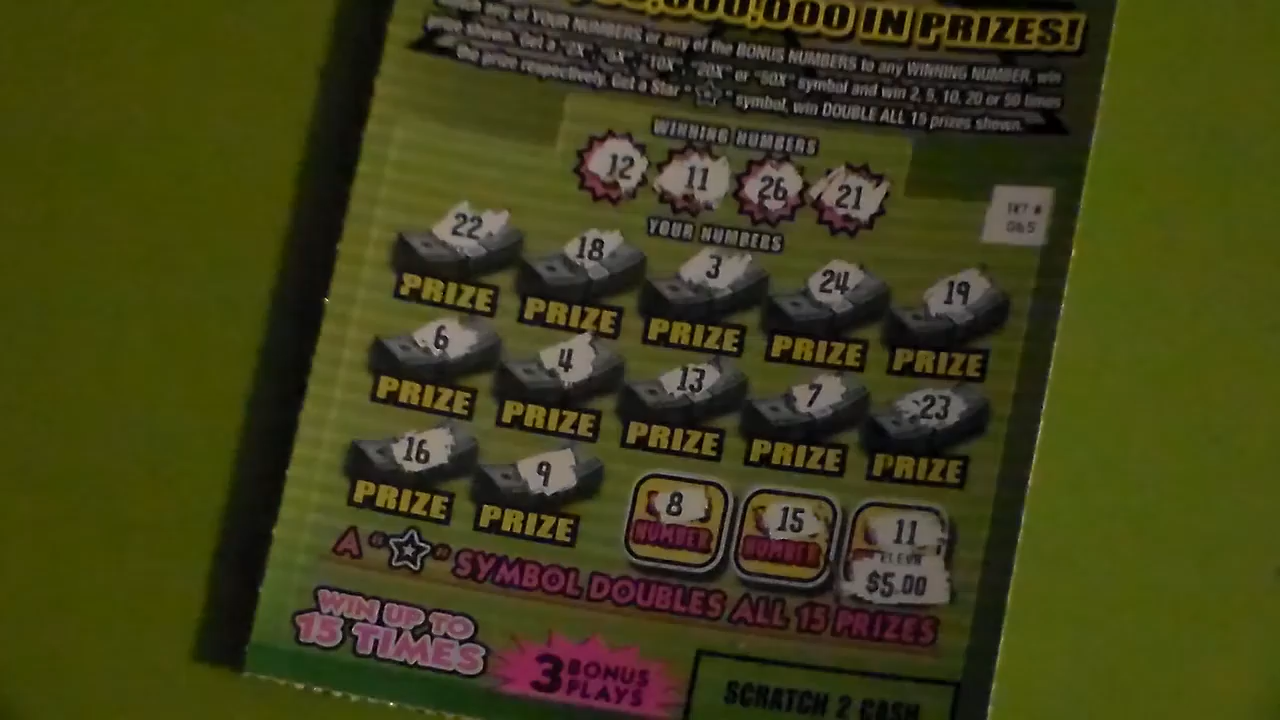 ,000,000 IN PRIZES!
any of YOUR NUMBERS or any of the BONUS NUMBERS to any WINNING NUMBER, win
prize shown. Get a "2X", "5X", "10X", "20X" or "50X" symbol and win 2, 5, 10, 20 or 50 times
the prize respectively. Get a Star "☆" symbol, win DOUBLE ALL 15 prizes shown.
WINNING NUMBERS
12 11 26 21
TKT #
065
YOUR NUMBERS
22 18 3 24 19
PRIZE PRIZE PRIZE PRIZE PRIZE
6 4 13 7 23
PRIZE PRIZE PRIZE PRIZE PRIZE
16 9 8 15 11
PRIZE PRIZE NUMBER NUMBER ELEVN
$5.00
A "☆" SYMBOL DOUBLES ALL 15 PRIZES
WIN UP TO
15 TIMES
3 BONUS
PLAYS
SCRATCH 2 CASH